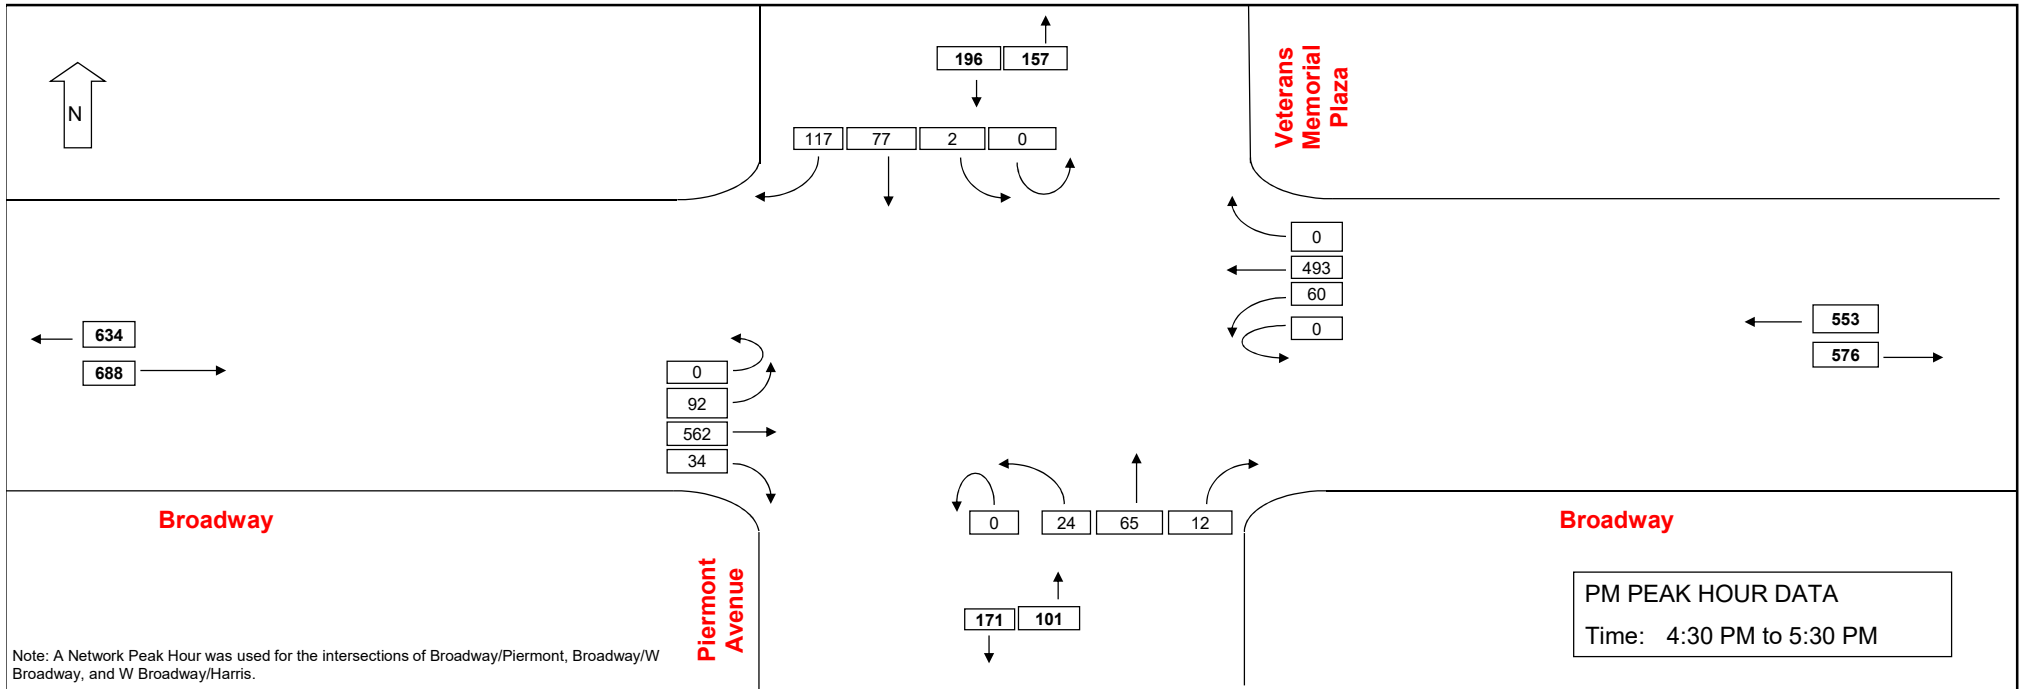 196 157
Veterans
Memorial
Plaza
N
117 77 2 0
0
493
60
0
634
688
553
576
0
92
562
34
0 24 65 12
Broadway
Broadway
Piermont
Avenue
171 101
PM PEAK HOUR DATA
Time: 4:30 PM to 5:30 PM
Note: A Network Peak Hour was used for the intersections of Broadway/Piermont, Broadway/W
Broadway, and W Broadway/Harris.